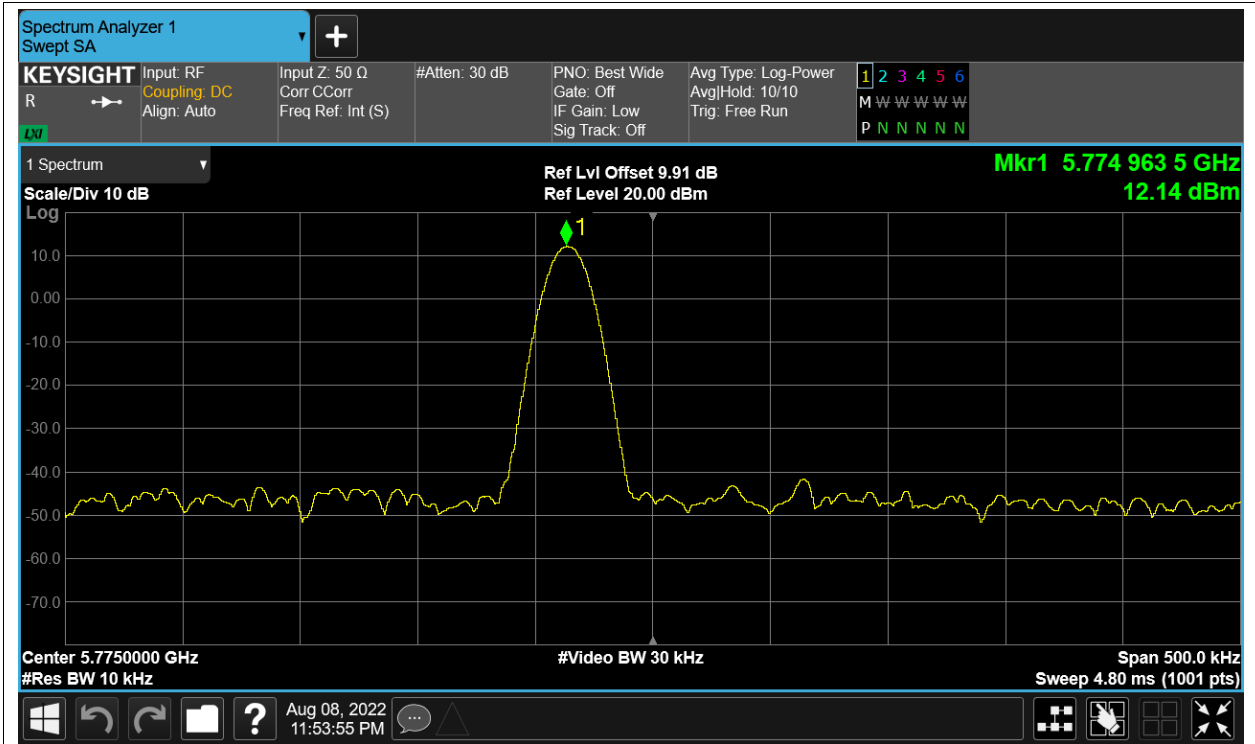 Spectrum Analyzer 1
Swept SA
KEYSIGHT
R
LXI
Input: RF
Coupling: DC
Align: Auto
Input Z: 50 Ω
Corr CCorr
Freq Ref: Int (S)
#Atten: 30 dB
PNO: Best Wide
Gate: Off
IF Gain: Low
Sig Track: Off
Avg Type: Log-Power
Avg|Hold: 10/10
Trig: Free Run
1 2 3 4 5 6
M W W W W W
P N N N N N
1 Spectrum
Scale/Div 10 dB
Ref Lvl Offset 9.91 dB
Ref Level 20.00 dBm
Mkr1 5.774 963 5 GHz
12.14 dBm
Log
1
10.0
0.00
-10.0
-20.0
-30.0
-40.0
-50.0
-60.0
-70.0
Center 5.7750000 GHz
#Video BW 30 kHz
Span 500.0 kHz
#Res BW 10 kHz
Sweep 4.80 ms (1001 pts)
?
Aug 08, 2022
11:53:55 PM